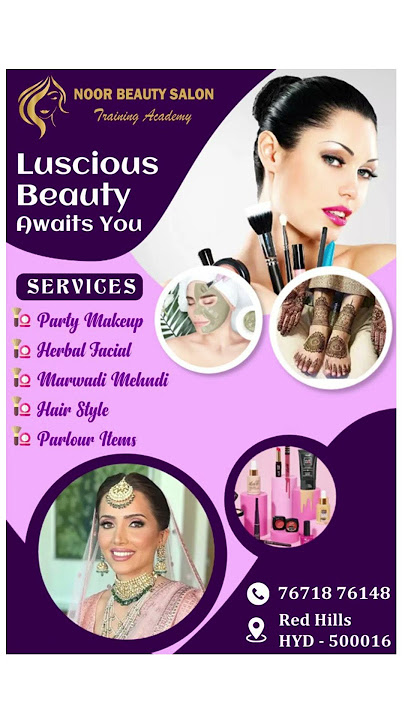 NOOR BEAUTY SALON
Training Academy
Luscious
Beauty
Awaits You
SERVICES
Party Makeup
Herbal Facial
Marwadi Mehndi
Hair Style
Parlour Items
76718 76148
Red Hills
HYD - 500016